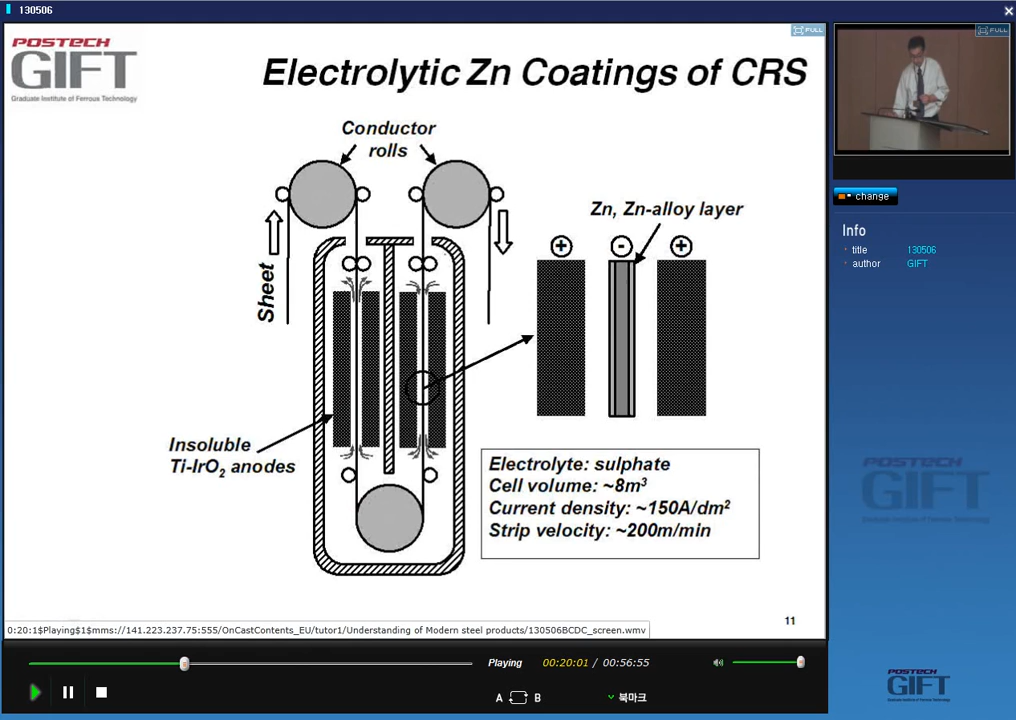 130506
POSTECH
GIFT
Graduate Institute of Ferrous Technology
FULL
Electrolytic Zn Coatings of CRS
Conductor
rolls
Zn, Zn-alloy layer
+
-
+
Sheet
Insoluble
Ti-IrO2 anodes
Electrolyte: sulphate
Cell volume: ~8m³
Current density: ~150A/dm²
Strip velocity: ~200m/min
11
0:20:1$Playing$1$mms://141.223.237.75:555/OnCastContents_EU/tutor1/Understanding of Modern steel products/130506BCDC_screen.wmv
FULL
change
Info
title 130506
author GIFT
POSTECH
GIFT
Playing 00:20:01 / 00:56:55
A B 북마크
POSTECH
GIFT